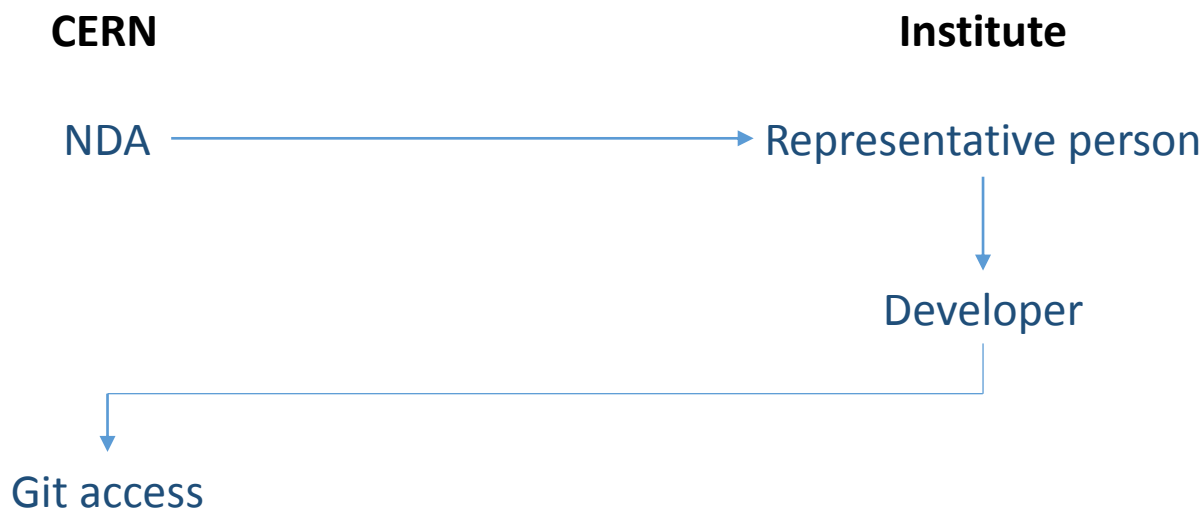 CERN
Institute
NDA
Representative person
Developer
Git access